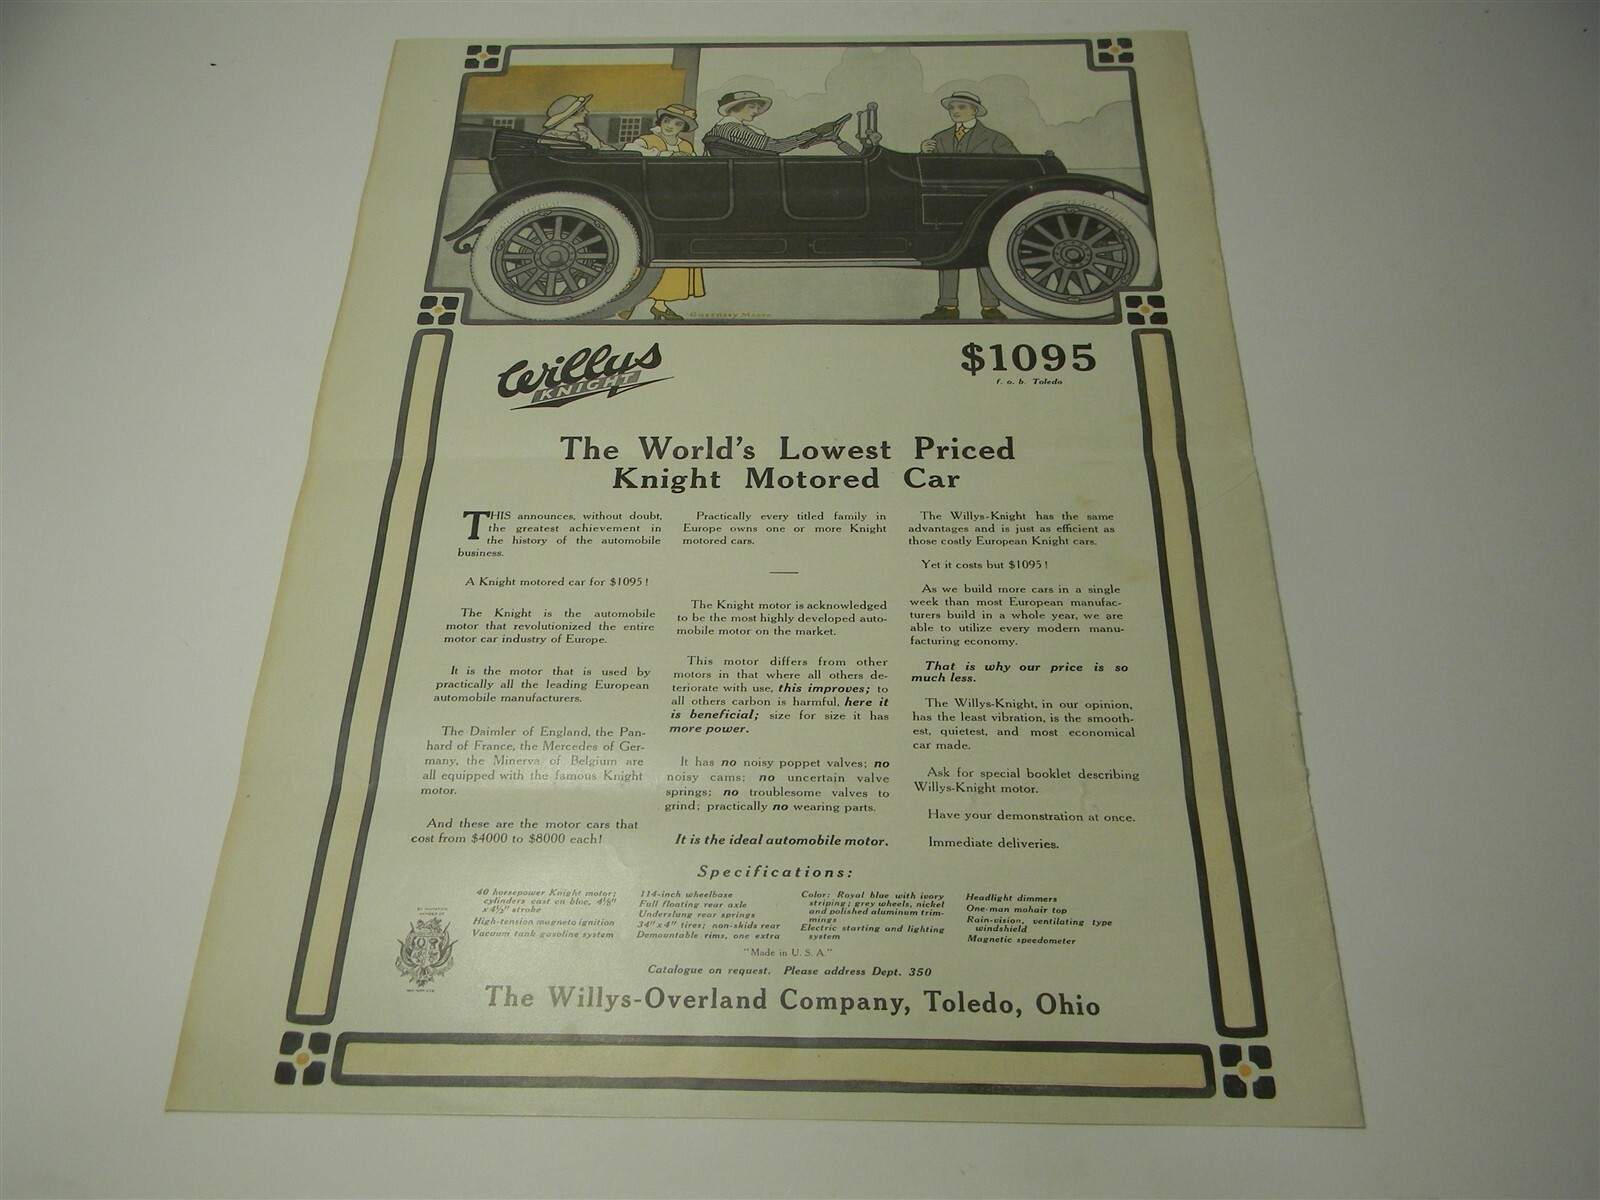 Guernsey Moore
Willys
KNIGHT
$1095
f. o. b. Toledo
The World's Lowest Priced
Knight Motored Car
THIS announces, without doubt,
the greatest achievement in
the history of the automobile
business.
A Knight motored car for $1095!
The Knight is the automobile
motor that revolutionized the entire
motor car industry of Europe.
It is the motor that is used by
practically all the leading European
automobile manufacturers.
The Daimler of England, the Pan-
hard of France, the Mercedes of Ger-
many, the Minerva of Belgium are
all equipped with the famous Knight
motor.
And these are the motor cars that
cost from $4000 to $8000 each!
Practically every titled family in
Europe owns one or more Knight
motored cars.
The Knight motor is acknowledged
to be the most highly developed auto-
mobile motor on the market.
This motor differs from other
motors in that where all others de-
teriorate with use, this improves; to
all others carbon is harmful, here it
is beneficial; size for size it has
more power.
It has no noisy poppet valves; no
noisy cams; no uncertain valve
springs; no troublesome valves to
grind; practically no wearing parts.
It is the ideal automobile motor.
The Willys-Knight has the same
advantages and is just as efficient as
those costly European Knight cars.
Yet it costs but $1095!
As we build more cars in a single
week than most European manufac-
turers build in a whole year, we are
able to utilize every modern manu-
facturing economy.
That is why our price is so
much less.
The Willys-Knight, in our opinion,
has the least vibration, is the smooth-
est, quietest, and most economical
car made.
Ask for special booklet describing
Willys-Knight motor.
Have your demonstration at once.
Immediate deliveries.
Specifications:
40 horsepower Knight motor;
cylinders cast en bloc, 4⅛"
x 4½" stroke
High-tension magneto ignition
Vacuum tank gasoline system
114-inch wheelbase
Full floating rear axle
Underslung rear springs
34"x4" tires; non-skids rear
Demountable rims, one extra
Color: Royal blue with ivory
striping; grey wheels, nickel
and polished aluminum trim-
mings
Electric starting and lighting
system
Headlight dimmers
One-man mohair top
Rain-vision, ventilating type
windshield
Magnetic speedometer
"Made in U. S. A."
Catalogue on request. Please address Dept. 350
The Willys-Overland Company, Toledo, Ohio